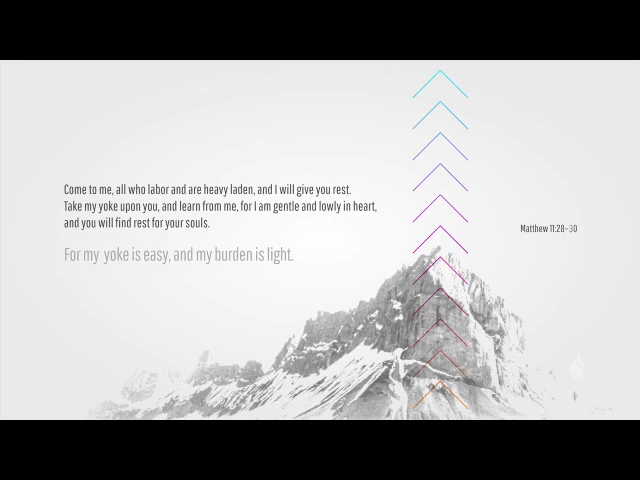 Come to me, all who labor and are heavy laden, and I will give you rest.
Take my yoke upon you, and learn from me, for I am gentle and lowly in heart,
and you will find rest for your souls.
For my yoke is easy, and my burden is light.
Matthew 11:28–30